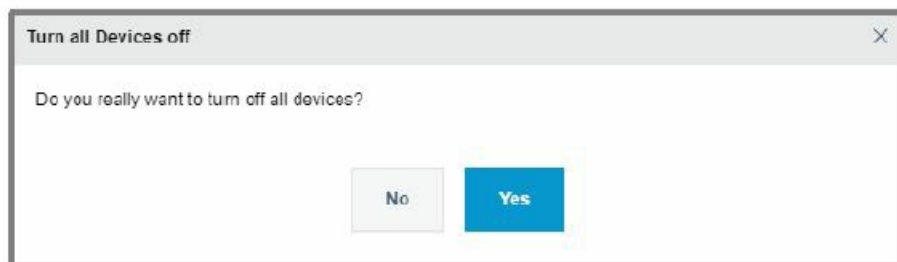 Turn all Devices off
Do you really want to turn off all devices?
No
Yes